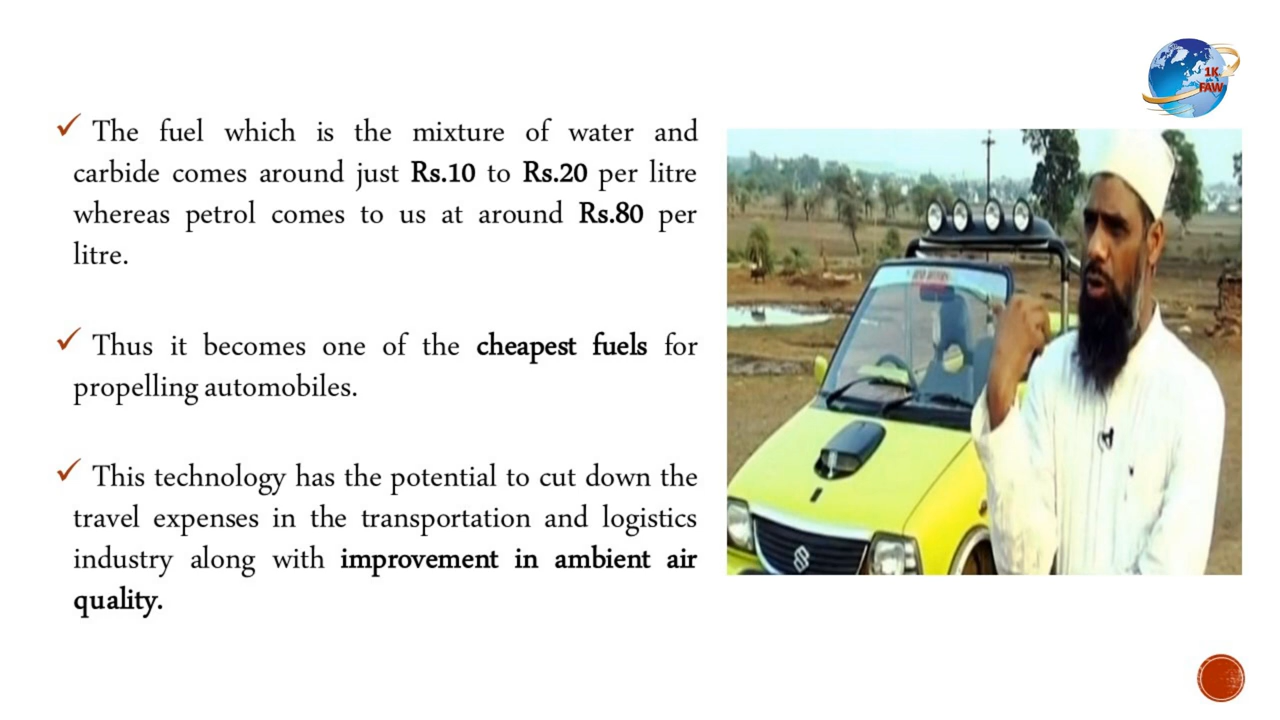 1K
FAW
✓ The fuel which is the mixture of water and
carbide comes around just Rs.10 to Rs.20 per litre
whereas petrol comes to us at around Rs.80 per
litre.
✓ Thus it becomes one of the cheapest fuels for
propelling automobiles.
✓ This technology has the potential to cut down the
travel expenses in the transportation and logistics
industry along with improvement in ambient air
quality.